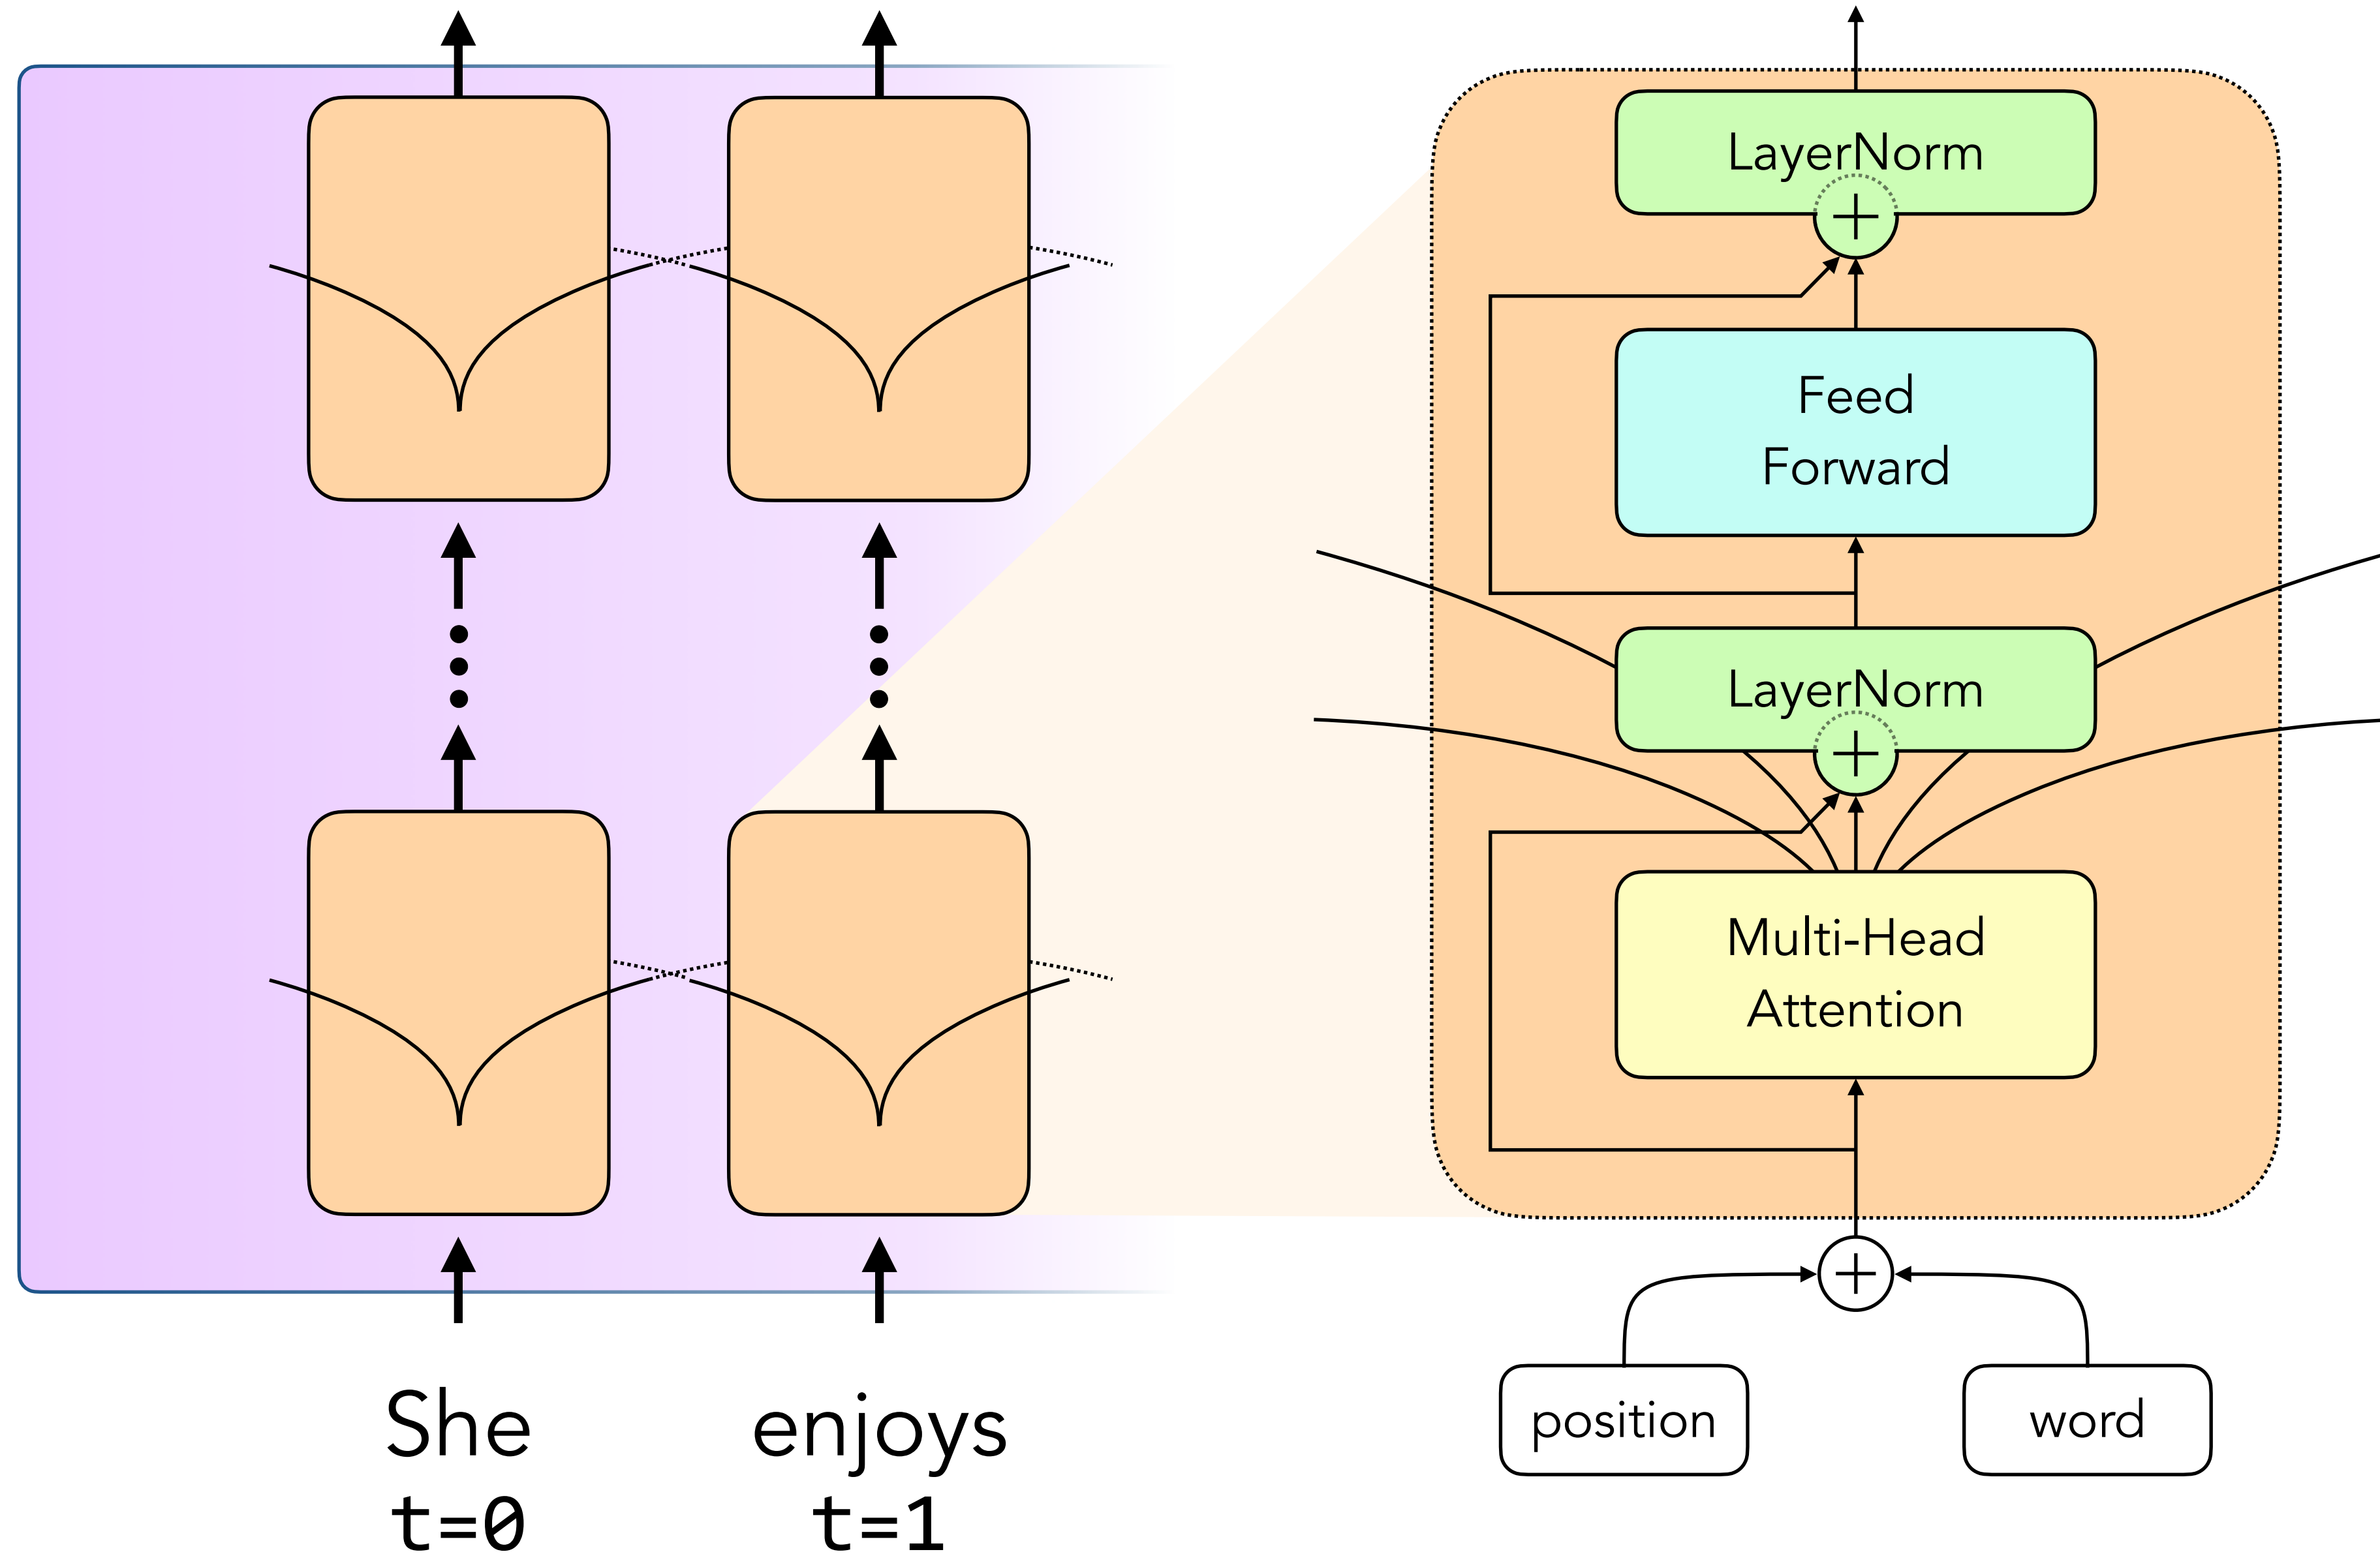 She
t=0
enjoys
t=1
LayerNorm
+
Feed
Forward
LayerNorm
+
Multi-Head
Attention
+
position
word